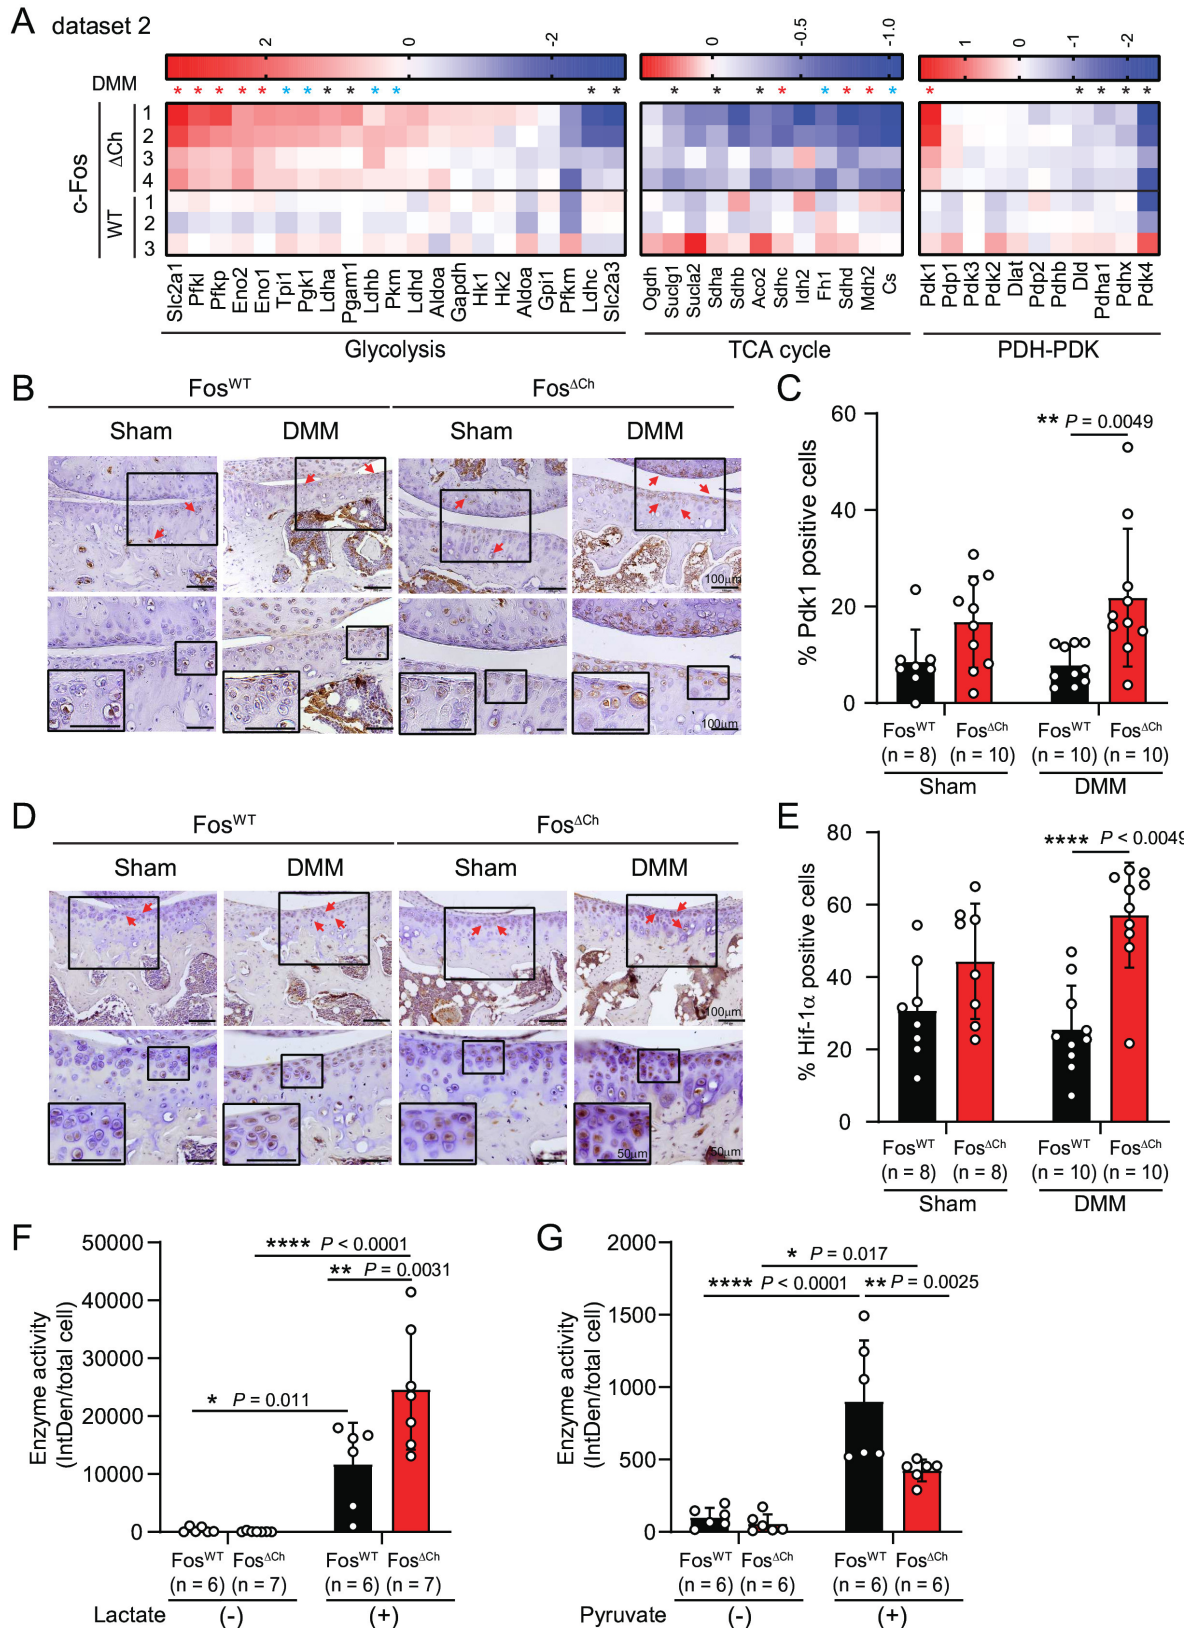 A dataset 2
2 0 -2
0 -0.5 -1.0
1 0 -1 -2
DMM * * * * * * * * * * * * *
* * * * * * * *
* * * * *
c-Fos
ΔCh
1
2
3
4
WT
1
2
3
Slc2a1 Pfkl Pfkp Eno2 Eno1 Tpi1 Pgk1 Ldha Pgam1 Ldhb Pkm Ldhd Aldoa Gapdh Hk1 Hk2 Aldoa Gpi1 Pfkm Ldhc Slc2a3
Ogdh Suclg1 Sucla2 Sdha Sdhb Aco2 Sdhc Idh2 Fh1 Sdhd Mdh2 Cs
Pdk1 Pdp1 Pdk3 Pdk2 Dlat Pdp2 Pdhb Dld Pdha1 Pdhx Pdk4
Glycolysis
TCA cycle
PDH-PDK
B
FosWT FosΔCh
Sham DMM Sham DMM
100μm
100μm
C
% Pdk1 positive cells
60
40
20
0
** P = 0.0049
FosWT FosΔCh FosWT FosΔCh
(n = 8) (n = 10) (n = 10) (n = 10)
Sham DMM
D
FosWT FosΔCh
Sham DMM Sham DMM
100μm
50μm 50μm
E
% Hif-1α positive cells
80
60
40
20
0
**** P < 0.0049
FosWT FosΔCh FosWT FosΔCh
(n = 8) (n = 8) (n = 10) (n = 10)
Sham DMM
F
Enzyme activity
(IntDen/total cell)
50000
40000
30000
20000
10000
0
**** P < 0.0001
** P = 0.0031
* P = 0.011
FosWT FosΔCh FosWT FosΔCh
(n = 6) (n = 7) (n = 6) (n = 7)
Lactate (-) (+)
G
Enzyme activity
(IntDen/total cell)
2000
1500
1000
500
0
* P = 0.017
**** P < 0.0001 ** P = 0.0025
FosWT FosΔCh FosWT FosΔCh
(n = 6) (n = 6) (n = 6) (n = 6)
Pyruvate (-) (+)